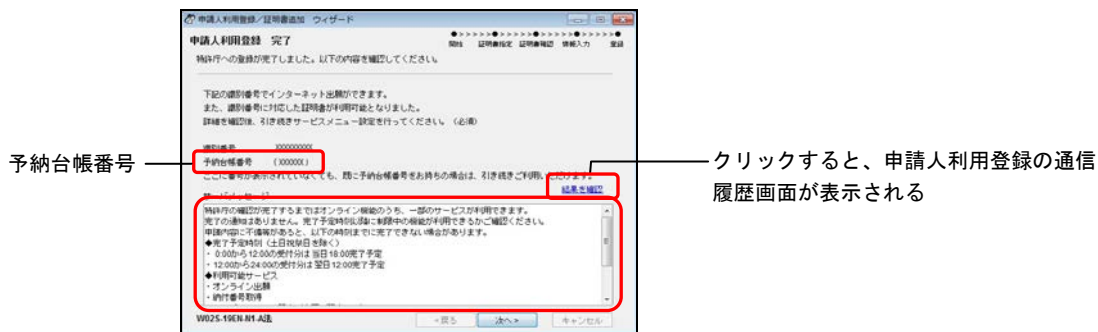 申請人利用登録／証明書追加 ウィザード
申請人利用登録 完了
開始 証明書指定 証明書確認 情報入力 登録
特許庁への登録が完了しました。以下の内容を確認してください。
下記の識別番号でインターネット出願ができます。
また、識別番号に対応した証明書が利用可能となりました。
詳細を確認後、引き続きサービスメニュー設定を行ってください。（必須）
識別番号 XXXXXXXXX
予納台帳番号 （XXXXXX）
ここに番号が表示されていなくても、既に予納台帳番号をお持ちの場合は、引き続きご利用いただけます。
結果を確認
特許庁の確認が完了するまではオンライン機能のうち、一部のサービスが利用できます。
完了の通知はありません。完了予定時刻以降に制限中の機能が利用できるかご確認ください。
申請内容に不備等があると、以下の時刻までに完了できない場合があります。
◆完了予定時刻（土日祝祭日を除く）
・ 0:00から12:00の受付分は 当日18:00完了予定
・ 12:00から24:00の受付分は 翌日12:00完了予定
◆利用可能サービス
・オンライン出願
・納付番号取得
W02S-19EN-N1-A法
＜戻る 次へ＞ キャンセル
予納台帳番号
クリックすると、申請人利用登録の通信
履歴画面が表示される